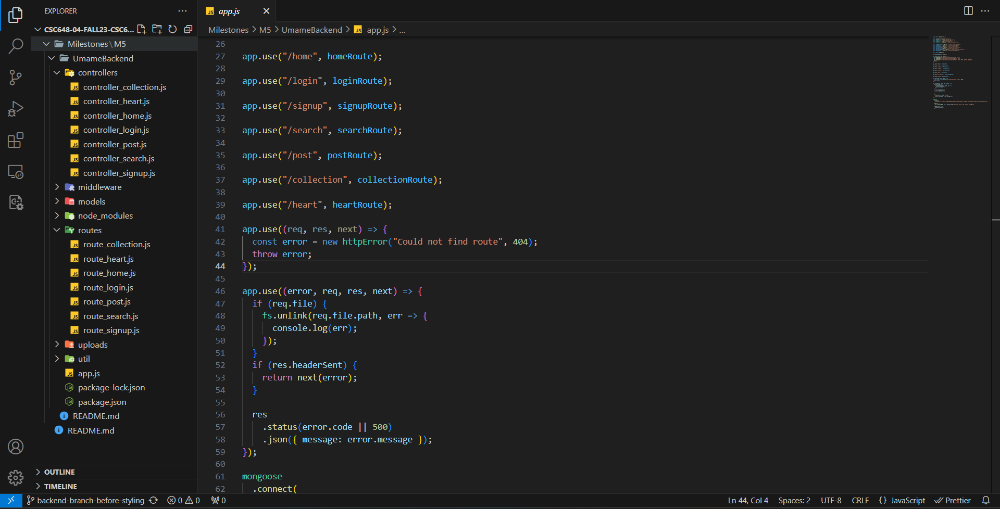 EXPLORER
CSC648-04-FALL23-CSC6...
Milestones\M5
UmameBackend
controllers
controller_collection.js
controller_heart.js
controller_home.js
controller_login.js
controller_post.js
controller_search.js
controller_signup.js
middleware
models
node_modules
routes
route_collection.js
route_heart.js
route_home.js
route_login.js
route_post.js
route_search.js
route_signup.js
uploads
util
app.js
package-lock.json
package.json
README.md
README.md
OUTLINE
TIMELINE
app.js
Milestones > M5 > UmameBackend > app.js > ...
26
27 app.use("/home", homeRoute);
28
29 app.use("/login", loginRoute);
30
31 app.use("/signup", signupRoute);
32
33 app.use("/search", searchRoute);
34
35 app.use("/post", postRoute);
36
37 app.use("/collection", collectionRoute);
38
39 app.use("/heart", heartRoute);
40
41 app.use((req, res, next) => {
42 const error = new httpError("Could not find route", 404);
43 throw error;
44 });
45
46 app.use((error, req, res, next) => {
47 if (req.file) {
48 fs.unlink(req.file.path, err => {
49 console.log(err);
50 });
51 }
52 if (res.headerSent) {
53 return next(error);
54 }
55
56 res
57 .status(error.code || 500)
58 .json({ message: error.message });
59 });
60
61 mongoose
62 .connect(
backend-branch-before-styling 0 0 0 Ln 44, Col 4 Spaces: 2 UTF-8 CRLF {} JavaScript Prettier